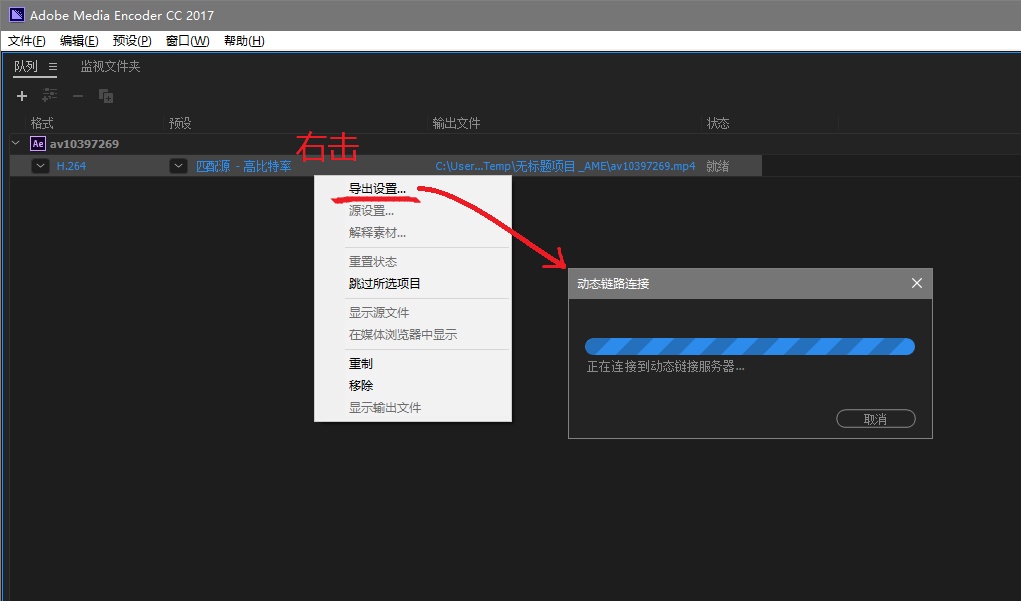 Adobe Media Encoder CC 2017
文件(F) 编辑(E) 预设(P) 窗口(W) 帮助(H)
队列 监视文件夹
格式 预设 输出文件 状态
Ae av10397269
右击
H.264 匹配源 - 高比特率 C:\User...Temp\无标题项目_AME\av10397269.mp4 就绪
导出设置...
源设置...
解释素材...
重置状态
跳过所选项目
显示源文件
在媒体浏览器中显示
重制
移除
显示输出文件
动态链路连接
正在连接到动态链接服务器...
取消